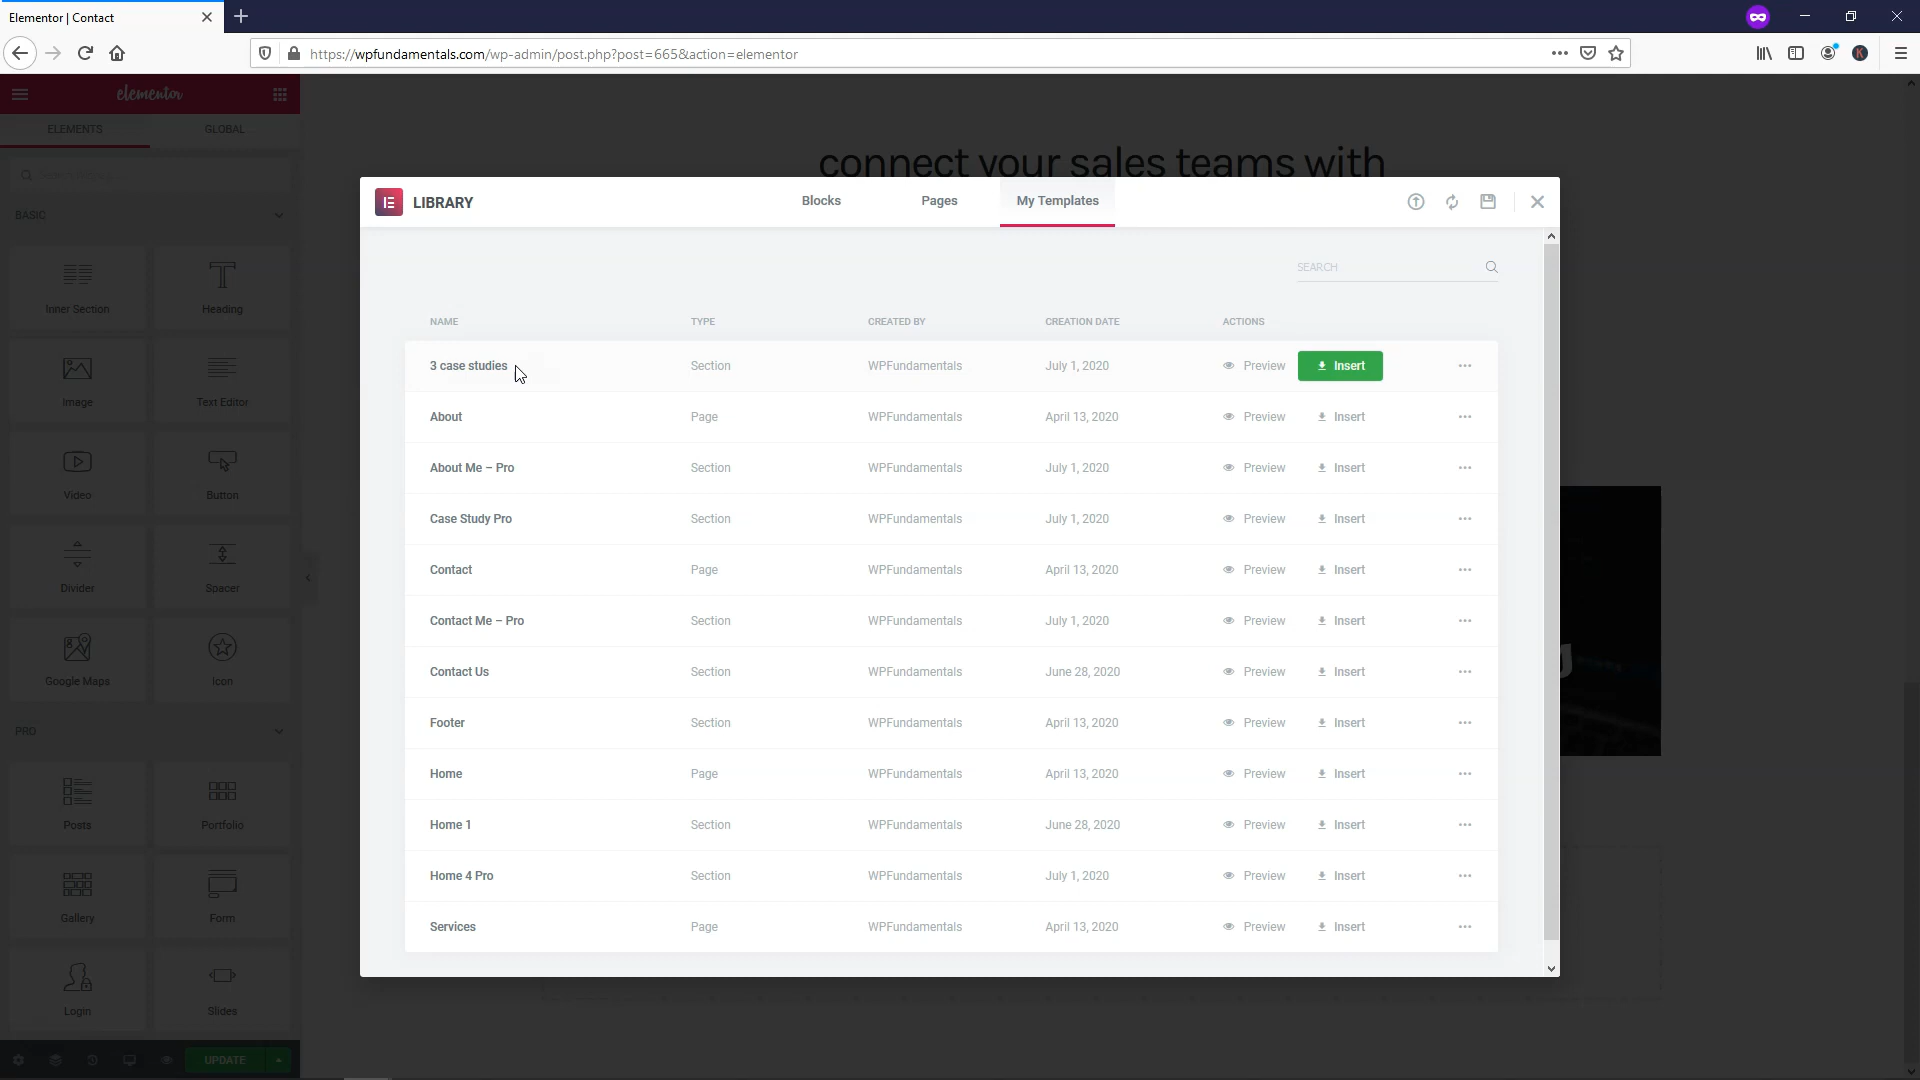 Elementor | Contact
https://wpfundamentals.com/wp-admin/post.php?post=665&action=elementor
elementor
ELEMENTS GLOBAL
connect your sales teams with
LIBRARY Blocks Pages My Templates
SEARCH
BASIC
Inner Section Heading
Image Text Editor
Video Button
Divider Spacer
Google Maps Icon
PRO
Posts Portfolio
Gallery Form
Login Slides
UPDATE
NAME TYPE CREATED BY CREATION DATE ACTIONS
3 case studies Section WPFundamentals July 1, 2020 Preview Insert
About Page WPFundamentals April 13, 2020 Preview Insert
About Me – Pro Section WPFundamentals July 1, 2020 Preview Insert
Case Study Pro Section WPFundamentals July 1, 2020 Preview Insert
Contact Page WPFundamentals April 13, 2020 Preview Insert
Contact Me – Pro Section WPFundamentals July 1, 2020 Preview Insert
Contact Us Section WPFundamentals June 28, 2020 Preview Insert
Footer Section WPFundamentals April 13, 2020 Preview Insert
Home Page WPFundamentals April 13, 2020 Preview Insert
Home 1 Section WPFundamentals June 28, 2020 Preview Insert
Home 4 Pro Section WPFundamentals July 1, 2020 Preview Insert
Services Page WPFundamentals April 13, 2020 Preview Insert